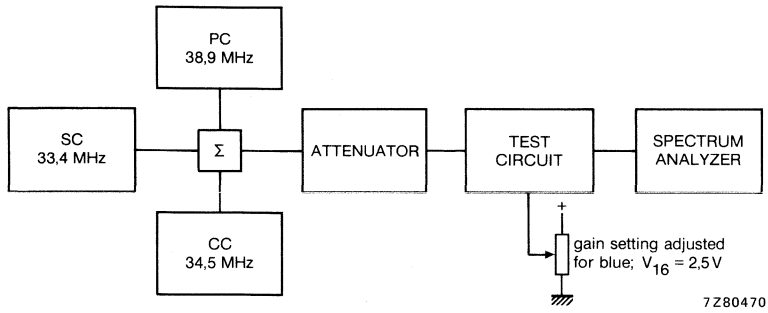 PC
38,9 MHz
SC
33,4 MHz
Σ
ATTENUATOR
TEST
CIRCUIT
SPECTRUM
ANALYZER
CC
34,5 MHz
+
gain setting adjusted
for blue; V16 = 2,5 V
7Z80470